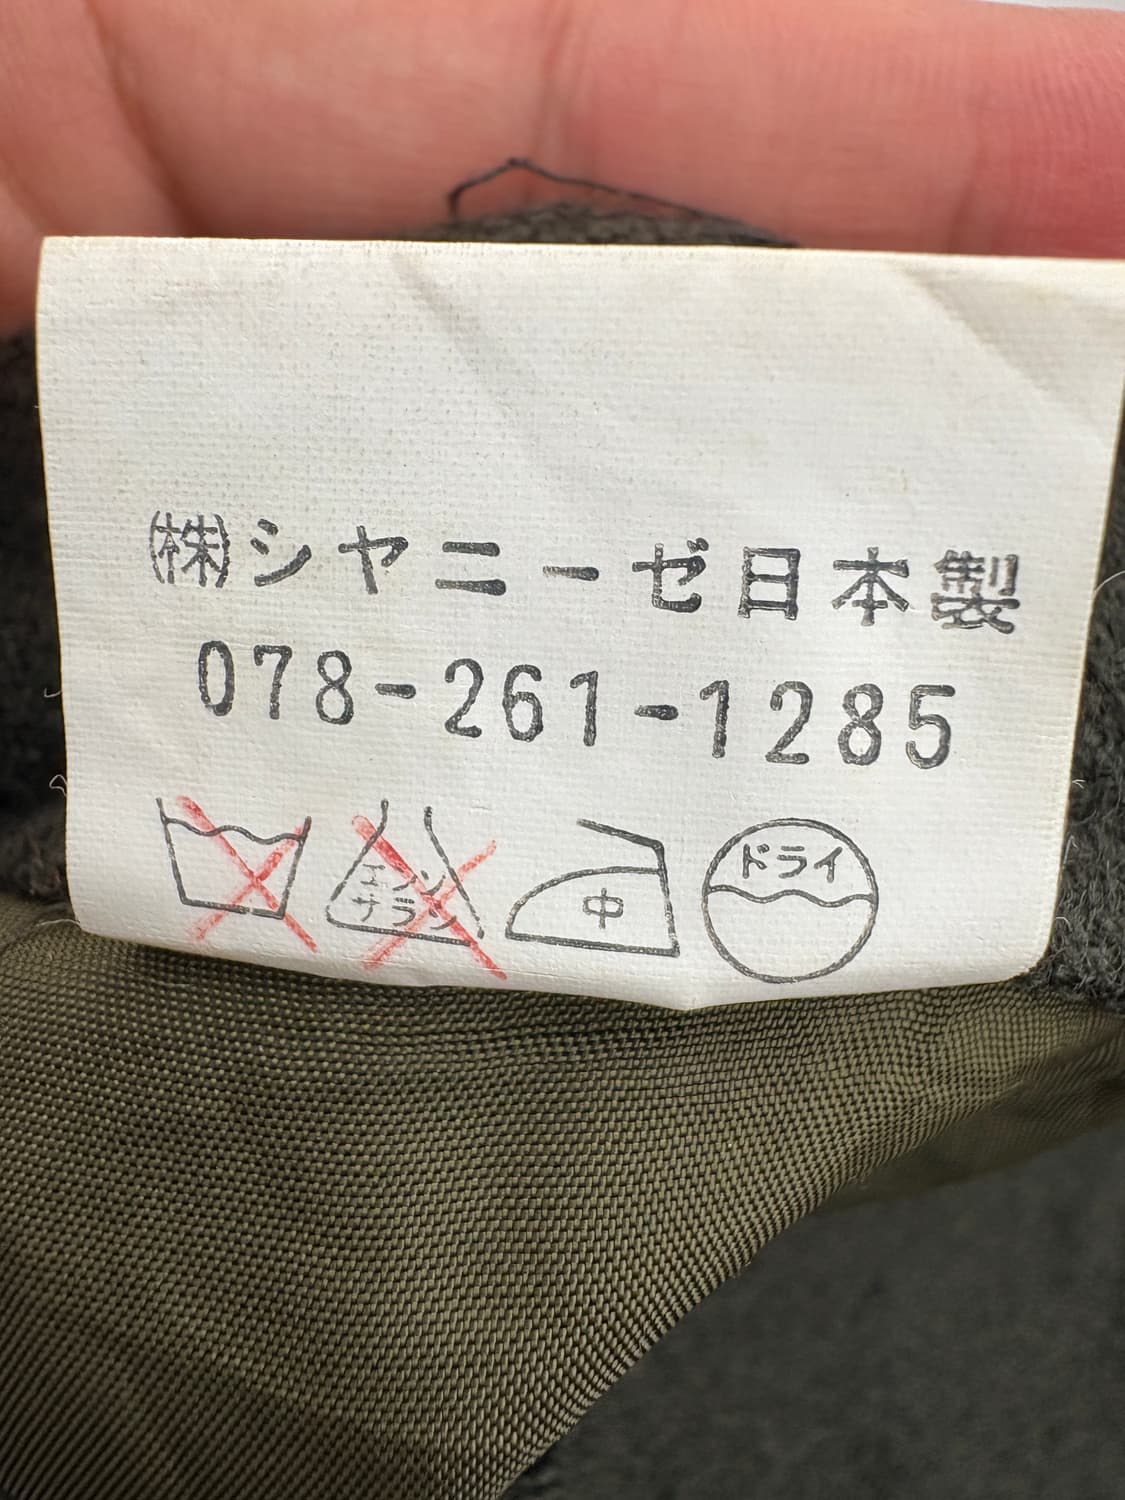 ㈱シャニーゼ日本製
078-261-1285
エンソ
サラシ
中
ドライ